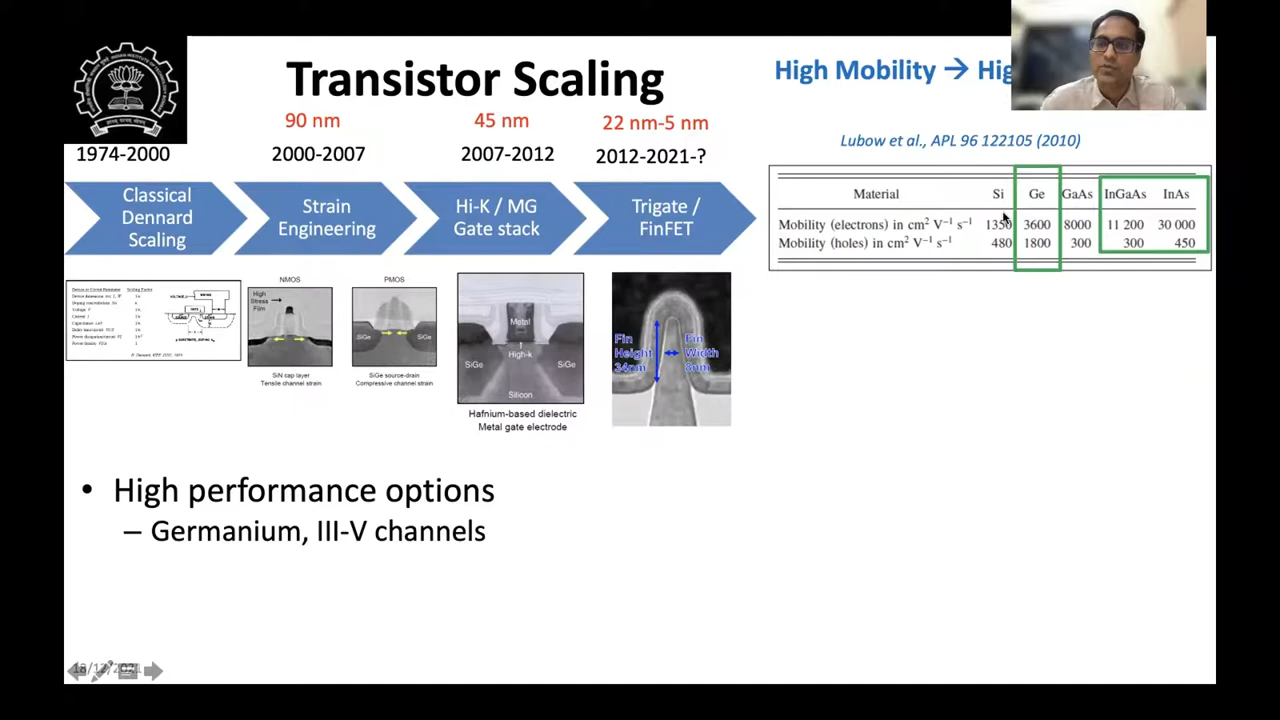 Transistor Scaling
High Mobility → Hig
90 nm
45 nm
22 nm-5 nm
1974-2000
2000-2007
2007-2012
2012-2021-?
Classical
Dennard
Scaling
Strain
Engineering
Hi-K / MG
Gate stack
Trigate /
FinFET
Lubow et al., APL 96 122105 (2010)
Material Si Ge GaAs InGaAs InAs
Mobility (electrons) in cm² V⁻¹ s⁻¹ 1350 3600 8000 11 200 30 000
Mobility (holes) in cm² V⁻¹ s⁻¹ 480 1800 300 300 450
NMOS
High
Stress
Film
SiN cap layer
Tensile channel strain
PMOS
SiGe SiGe
SiGe source-drain
Compressive channel strain
Metal
High-k
SiGe SiGe
Silicon
Hafnium-based dielectric
Metal gate electrode
Fin
Height
34nm
Fin
Width
8nm
• High performance options
– Germanium, III-V channels
18/12/2021